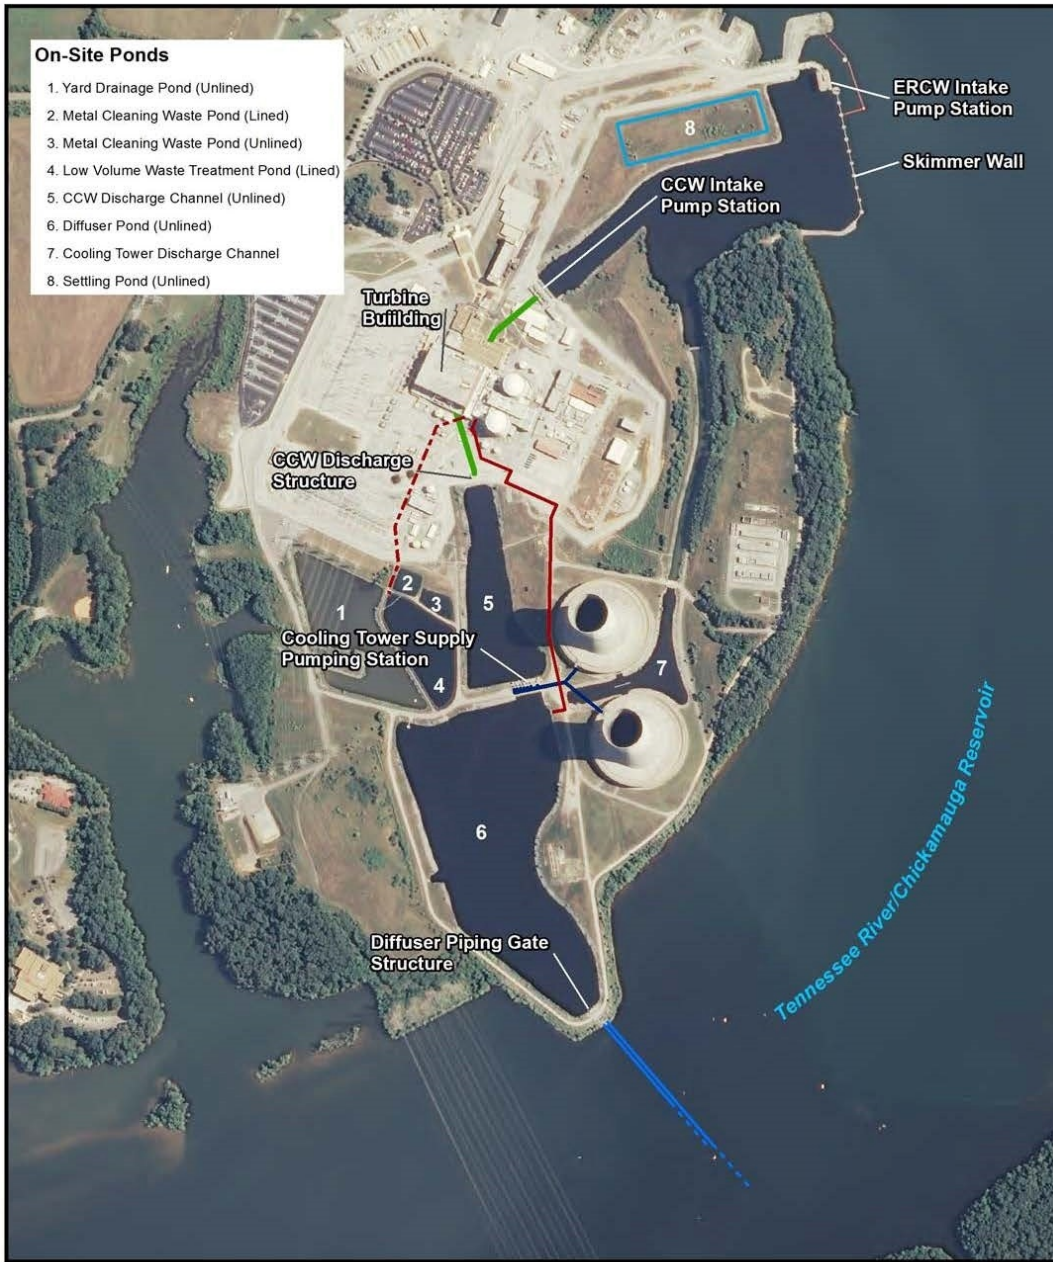 On-Site Ponds
1. Yard Drainage Pond (Unlined)
2. Metal Cleaning Waste Pond (Lined)
3. Metal Cleaning Waste Pond (Unlined)
4. Low Volume Waste Treatment Pond (Lined)
5. CCW Discharge Channel (Unlined)
6. Diffuser Pond (Unlined)
7. Cooling Tower Discharge Channel
8. Settling Pond (Unlined)
ERCW Intake
Pump Station
8
Skimmer Wall
CCW Intake
Pump Station
Turbine
Buiilding
CCW Discharge
Structure
2
3
1
5
Cooling Tower Supply
Pumping Station
7
4
6
Tennessee River/Chickamauga Reservoir
Diffuser Piping Gate
Structure